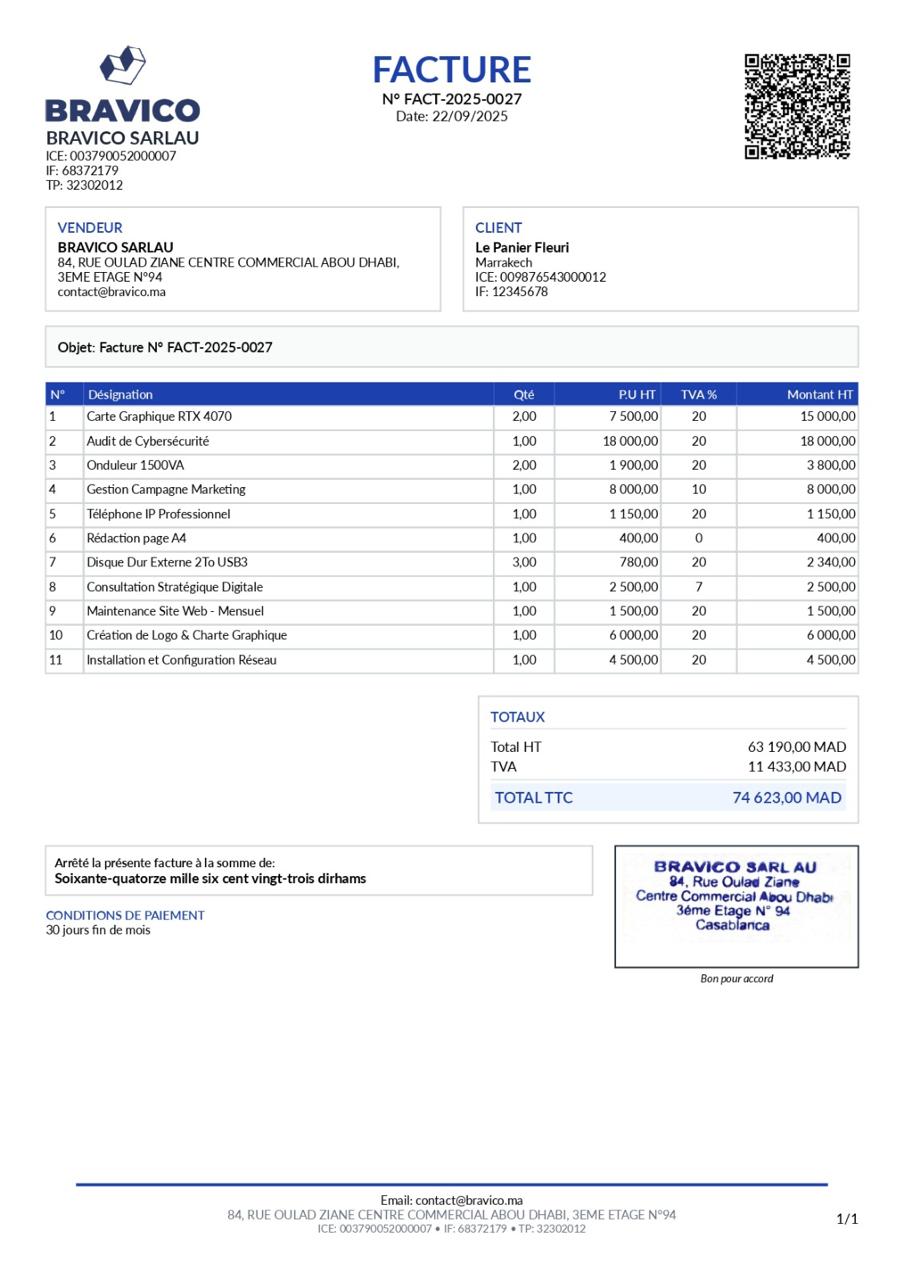 BRAVICO
BRAVICO SARLAU
ICE: 003790052000007
IF: 68372179
TP: 32302012
FACTURE
N° FACT-2025-0027
Date: 22/09/2025
VENDEUR
BRAVICO SARLAU
84, RUE OULAD ZIANE CENTRE COMMERCIAL ABOU DHABI,
3EME ETAGE N°94
contact@bravico.ma
CLIENT
Le Panier Fleuri
Marrakech
ICE: 009876543000012
IF: 12345678
Objet: Facture N° FACT-2025-0027
N° Désignation Qté P.U HT TVA % Montant HT
1 Carte Graphique RTX 4070 2,00 7 500,00 20 15 000,00
2 Audit de Cybersécurité 1,00 18 000,00 20 18 000,00
3 Onduleur 1500VA 2,00 1 900,00 20 3 800,00
4 Gestion Campagne Marketing 1,00 8 000,00 10 8 000,00
5 Téléphone IP Professionnel 1,00 1 150,00 20 1 150,00
6 Rédaction page A4 1,00 400,00 0 400,00
7 Disque Dur Externe 2To USB3 3,00 780,00 20 2 340,00
8 Consultation Stratégique Digitale 1,00 2 500,00 7 2 500,00
9 Maintenance Site Web - Mensuel 1,00 1 500,00 20 1 500,00
10 Création de Logo & Charte Graphique 1,00 6 000,00 20 6 000,00
11 Installation et Configuration Réseau 1,00 4 500,00 20 4 500,00
TOTAUX
Total HT 63 190,00 MAD
TVA 11 433,00 MAD
TOTAL TTC 74 623,00 MAD
Arrêté la présente facture à la somme de:
Soixante-quatorze mille six cent vingt-trois dirhams
CONDITIONS DE PAIEMENT
30 jours fin de mois
BRAVICO SARL AU
84, Rue Oulad Ziane
Centre Commercial Abou Dhabi
3éme Etage N° 94
Casablanca
Bon pour accord
Email: contact@bravico.ma
84, RUE OULAD ZIANE CENTRE COMMERCIAL ABOU DHABI, 3EME ETAGE N°94
ICE: 003790052000007 • IF: 68372179 • TP: 32302012
1/1